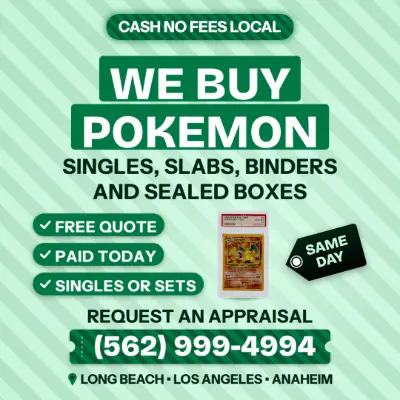 CASH NO FEES LOCAL
WE BUY
POKEMON
SINGLES, SLABS, BINDERS
AND SEALED BOXES
✓ FREE QUOTE
✓ PAID TODAY
✓ SINGLES OR SETS
SAME
DAY
REQUEST AN APPRAISAL
(562) 999-4994
LONG BEACH • LOS ANGELES • ANAHEIM